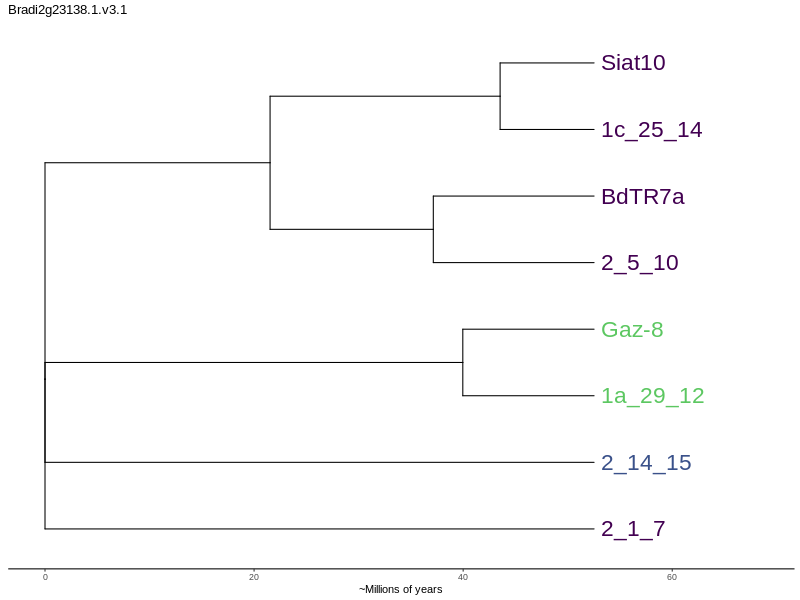 Bradi2g23138.1.v3.1
Siat10
1c_25_14
BdTR7a
2_5_10
Gaz-8
1a_29_12
2_14_15
2_1_7
0 20 40 60
~Millions of years